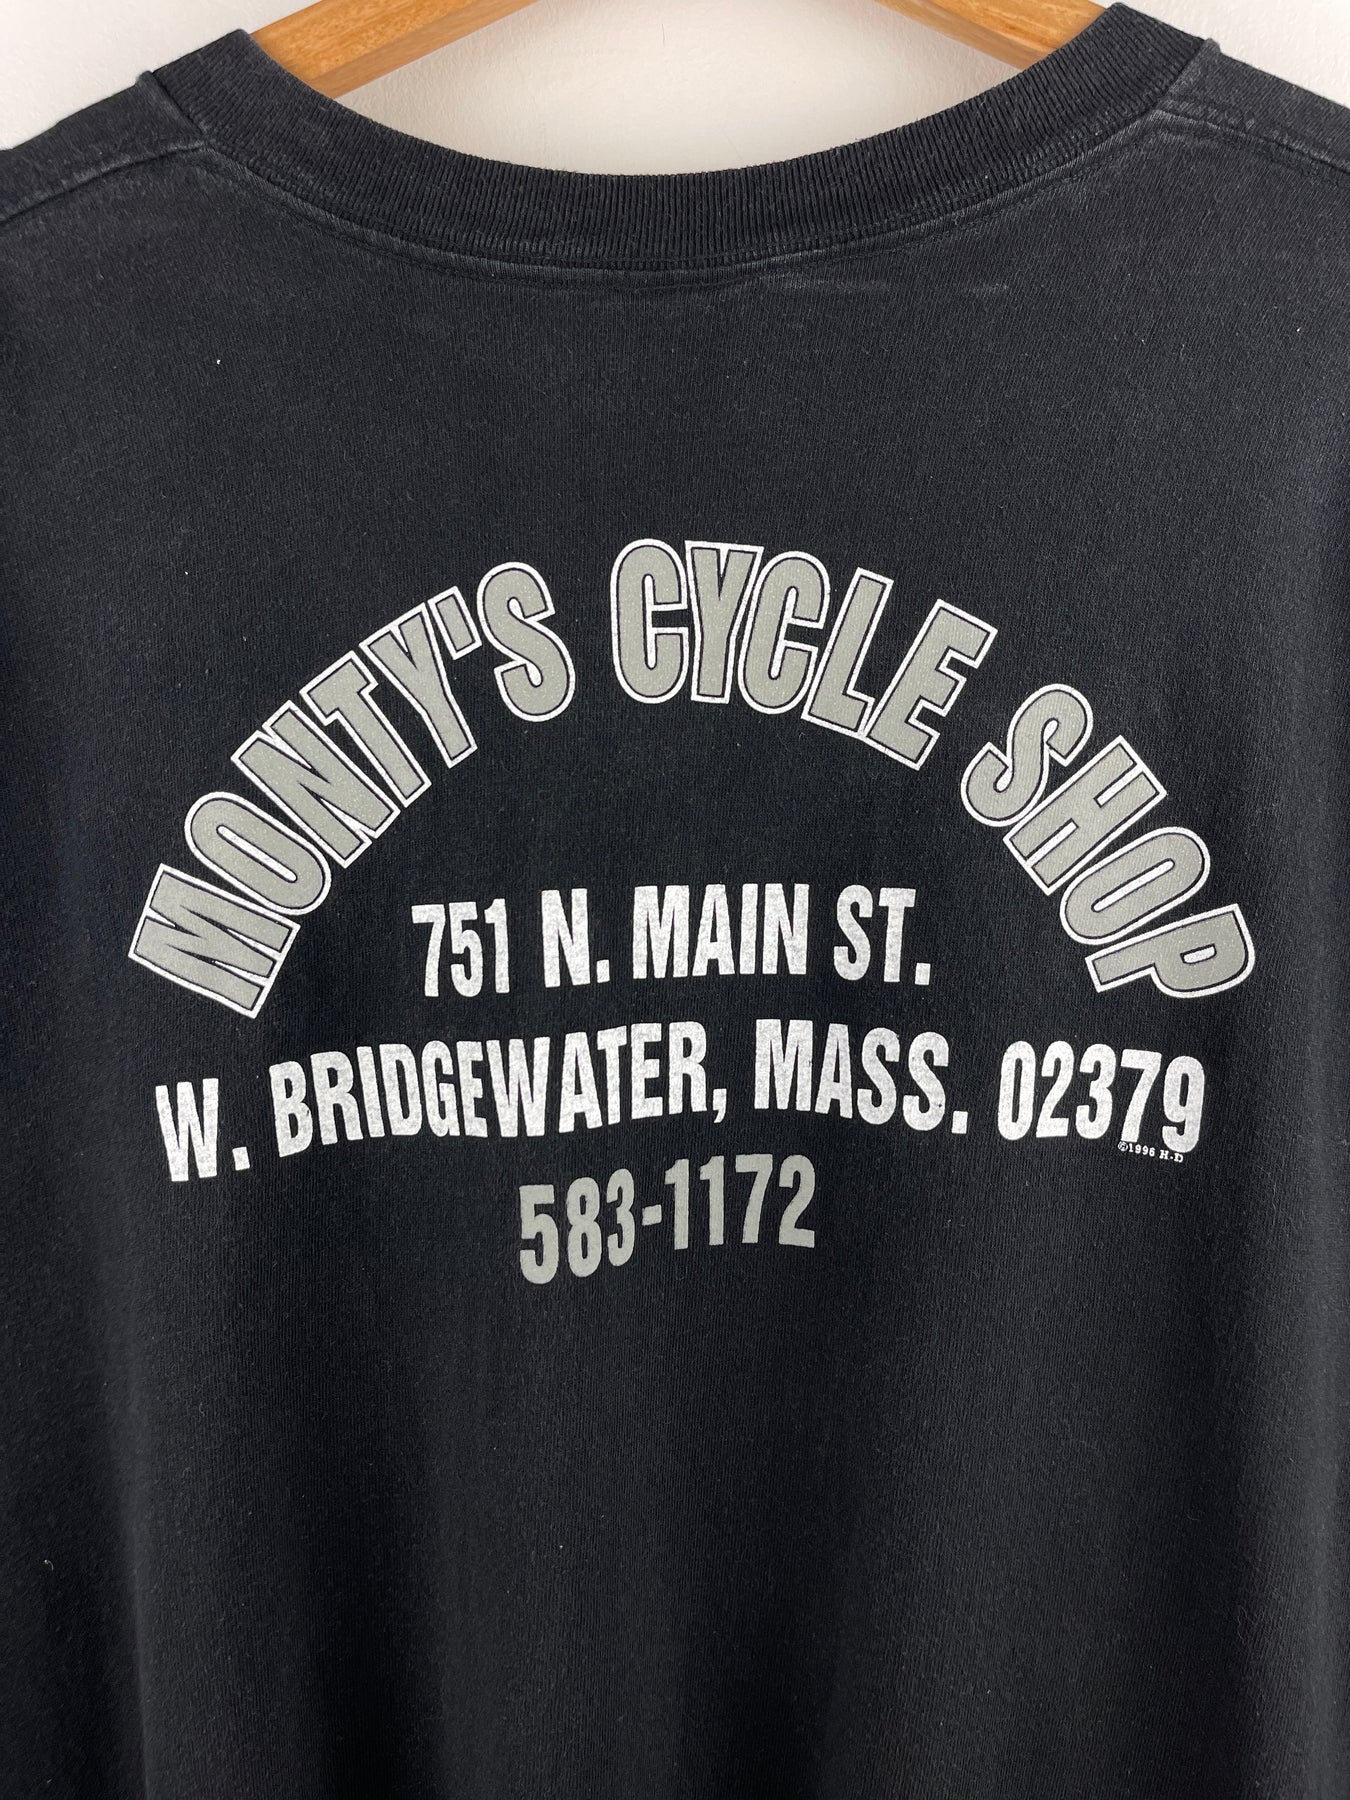 MONTY'S CYCLE SHOP
751 N. MAIN ST.
W. BRIDGEWATER, MASS. 02379
©1996 H-D
583-1172